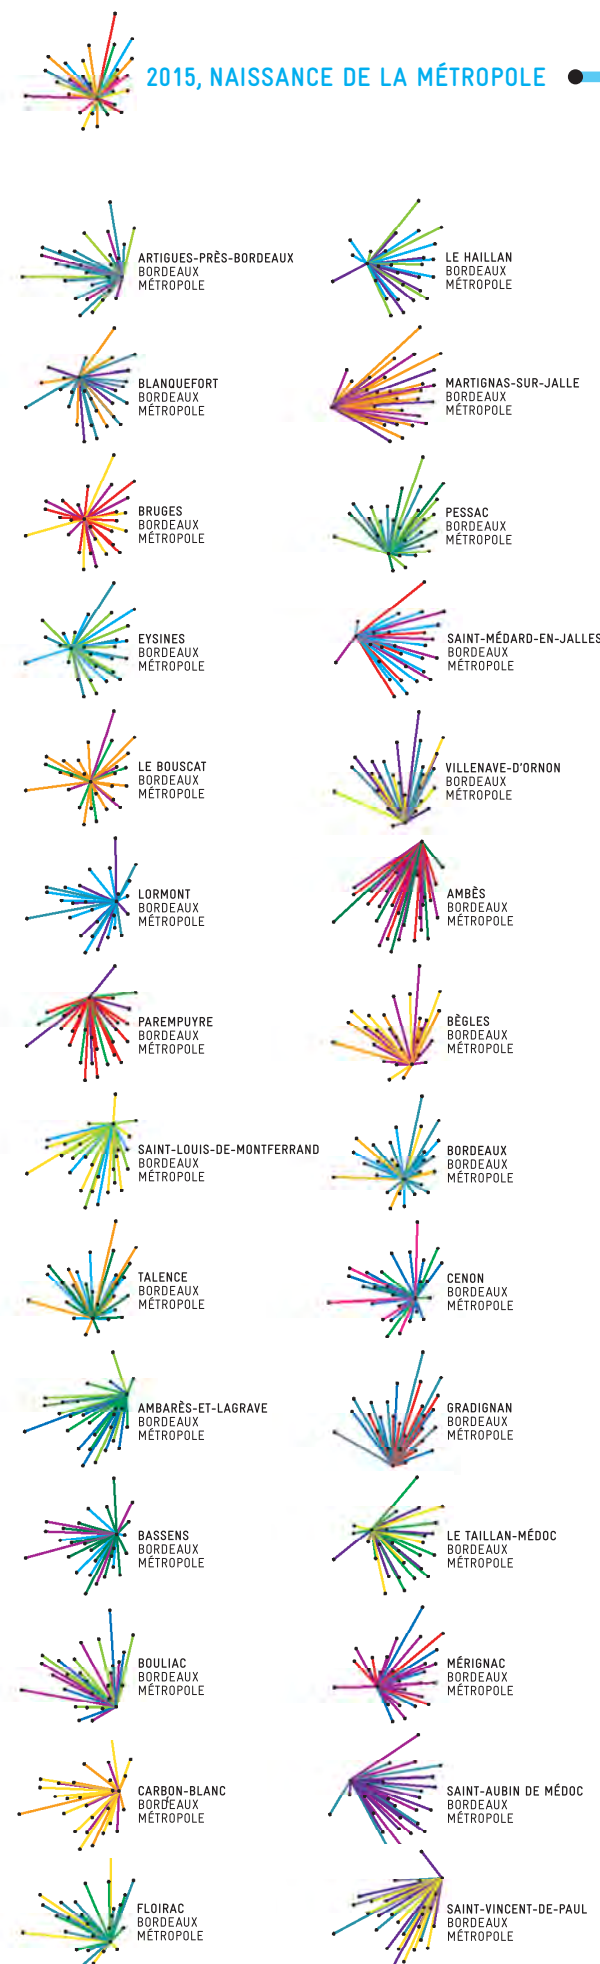 2015, NAISSANCE DE LA MÉTROPOLE
ARTIGUES-PRÈS-BORDEAUX
BORDEAUX
MÉTROPOLE
LE HAILLAN
BORDEAUX
MÉTROPOLE
BLANQUEFORT
BORDEAUX
MÉTROPOLE
MARTIGNAS-SUR-JALLE
BORDEAUX
MÉTROPOLE
BRUGES
BORDEAUX
MÉTROPOLE
PESSAC
BORDEAUX
MÉTROPOLE
EYSINES
BORDEAUX
MÉTROPOLE
SAINT-MÉDARD-EN-JALLES
BORDEAUX
MÉTROPOLE
LE BOUSCAT
BORDEAUX
MÉTROPOLE
VILLENAVE-D'ORNON
BORDEAUX
MÉTROPOLE
LORMONT
BORDEAUX
MÉTROPOLE
AMBÈS
BORDEAUX
MÉTROPOLE
PAREMPUYRE
BORDEAUX
MÉTROPOLE
BÈGLES
BORDEAUX
MÉTROPOLE
SAINT-LOUIS-DE-MONTFERRAND
BORDEAUX
MÉTROPOLE
BORDEAUX
BORDEAUX
MÉTROPOLE
TALENCE
BORDEAUX
MÉTROPOLE
CENON
BORDEAUX
MÉTROPOLE
AMBARÈS-ET-LAGRAVE
BORDEAUX
MÉTROPOLE
GRADIGNAN
BORDEAUX
MÉTROPOLE
BASSENS
BORDEAUX
MÉTROPOLE
LE TAILLAN-MÉDOC
BORDEAUX
MÉTROPOLE
BOULIAC
BORDEAUX
MÉTROPOLE
MÉRIGNAC
BORDEAUX
MÉTROPOLE
CARBON-BLANC
BORDEAUX
MÉTROPOLE
SAINT-AUBIN DE MÉDOC
BORDEAUX
MÉTROPOLE
FLOIRAC
BORDEAUX
MÉTROPOLE
SAINT-VINCENT-DE-PAUL
BORDEAUX
MÉTROPOLE